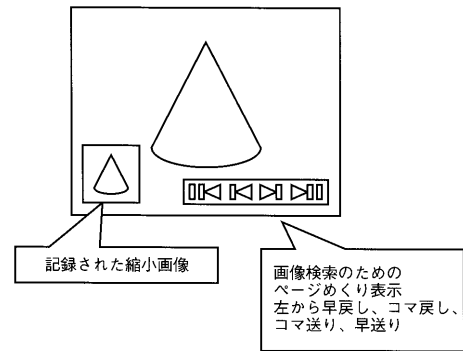 記録された縮小画像
画像検索のための
ページめくり表示
左から早戻し、コマ戻し、
コマ送り、早送り